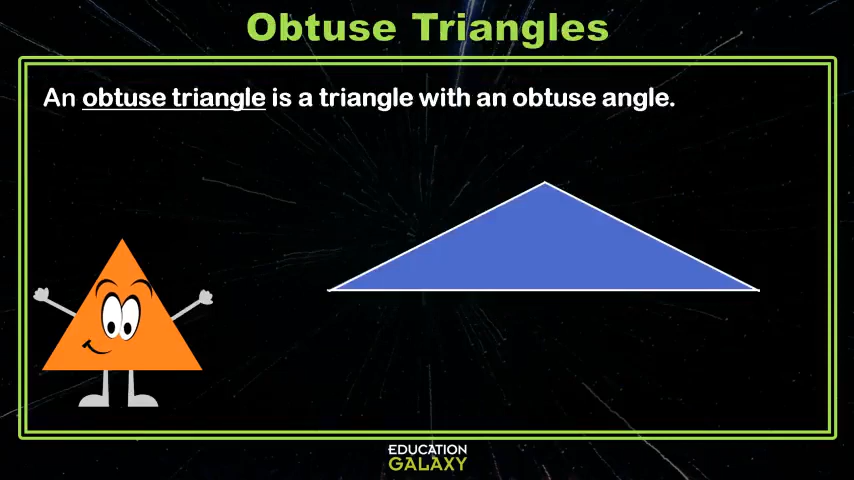 Obtuse Triangles
An obtuse triangle is a triangle with an obtuse angle.
EDUCATION
GALAXY